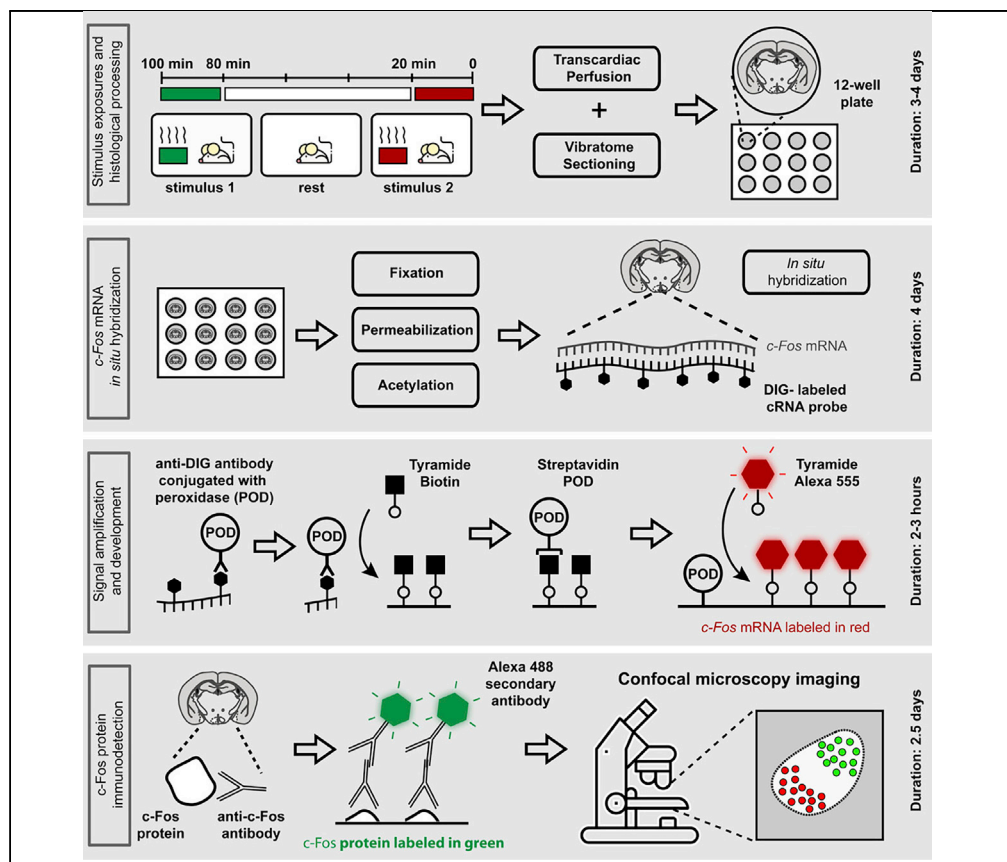 Stimulus exposures and
histological processing
100 min
80 min
20 min
0
stimulus 1
rest
stimulus 2
Transcardiac
Perfusion
+
Vibratome
Sectioning
12-well
plate
Duration: 3-4 days
c-Fos mRNA
in situ hybridization
Fixation
Permeabilization
Acetylation
In situ
hybridization
c-Fos mRNA
DIG- labeled
cRNA probe
Duration: 4 days
Signal amplification
and development
anti-DIG antibody
conjugated with
peroxidase (POD)
POD
POD
Tyramide
Biotin
Streptavidin
POD
POD
Tyramide
Alexa 555
POD
c-Fos mRNA labeled in red
Duration: 2-3 hours
c-Fos protein
immunodetection
c-Fos
protein
anti-c-Fos
antibody
Alexa 488
secondary
antibody
c-Fos protein labeled in green
Confocal microscopy imaging
Duration: 2.5 days